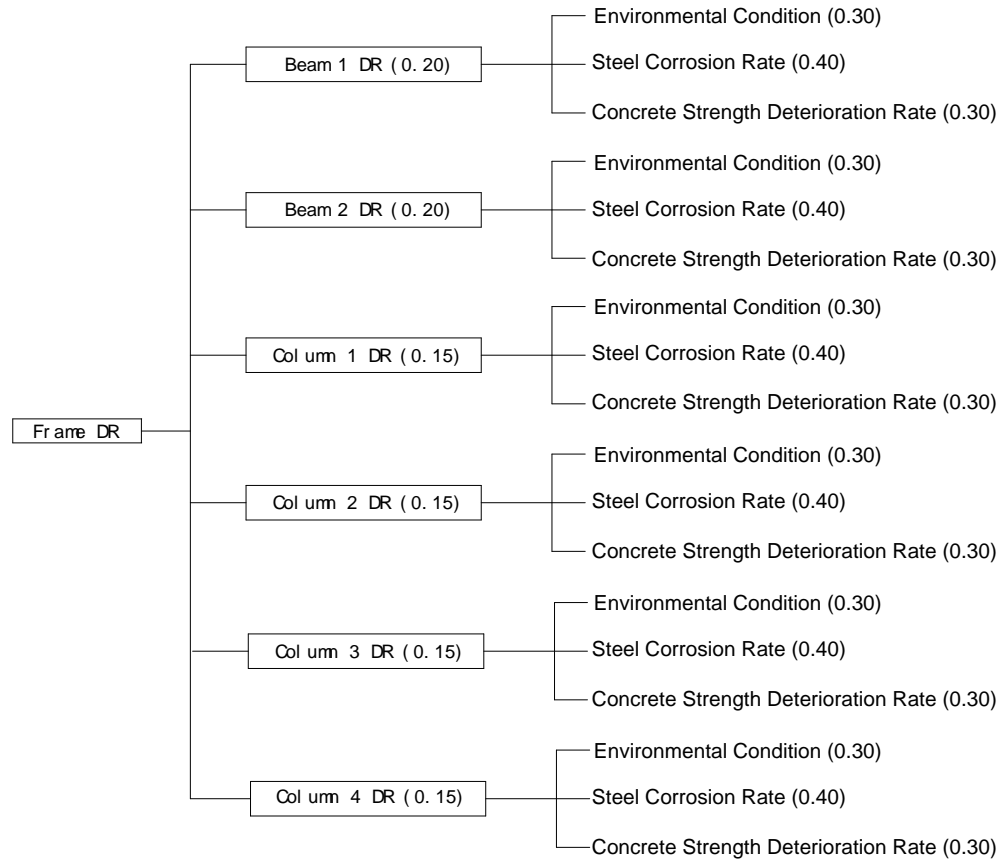 Environmental Condition (0.30)
Beam 1 DR (0.20)
Steel Corrosion Rate (0.40)
Concrete Strength Deterioration Rate (0.30)
Environmental Condition (0.30)
Beam 2 DR (0.20)
Steel Corrosion Rate (0.40)
Concrete Strength Deterioration Rate (0.30)
Environmental Condition (0.30)
Column 1 DR (0.15)
Steel Corrosion Rate (0.40)
Concrete Strength Deterioration Rate (0.30)
Frame DR
Environmental Condition (0.30)
Column 2 DR (0.15)
Steel Corrosion Rate (0.40)
Concrete Strength Deterioration Rate (0.30)
Environmental Condition (0.30)
Column 3 DR (0.15)
Steel Corrosion Rate (0.40)
Concrete Strength Deterioration Rate (0.30)
Environmental Condition (0.30)
Column 4 DR (0.15)
Steel Corrosion Rate (0.40)
Concrete Strength Deterioration Rate (0.30)